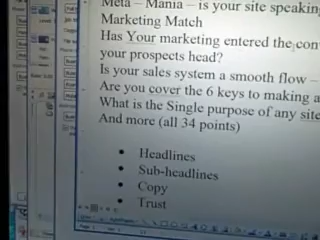 Meta – Mania – is your site speaking
Marketing Match
Has Your marketing entered the con
your prospects head?
Is your sales system a smooth flow –
Are you cover the 6 keys to making a
What is the Single purpose of any site
And more (all 34 points)
• Headlines
• Sub-headlines
• Copy
• Trust